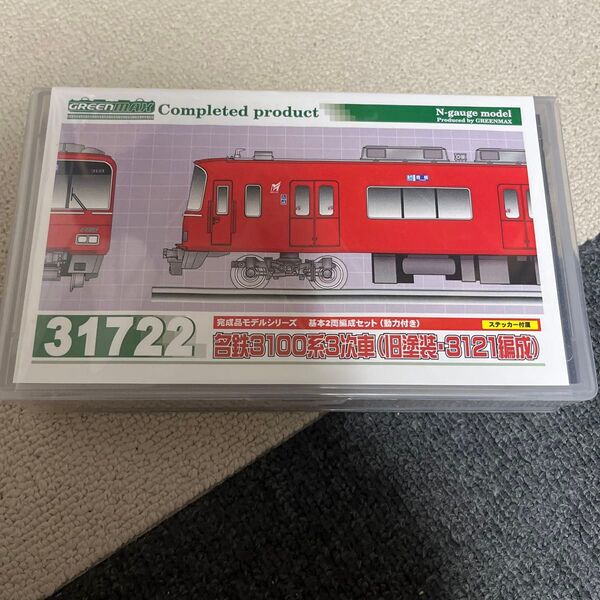 GREENMAX Completed product
N-gauge model
Produced by GREENMAX
31722
完成品モデルシリーズ 基本2両編成セット(動力付き)
ステッカー付属
名鉄3100系3次車(旧塗装・3121編成)